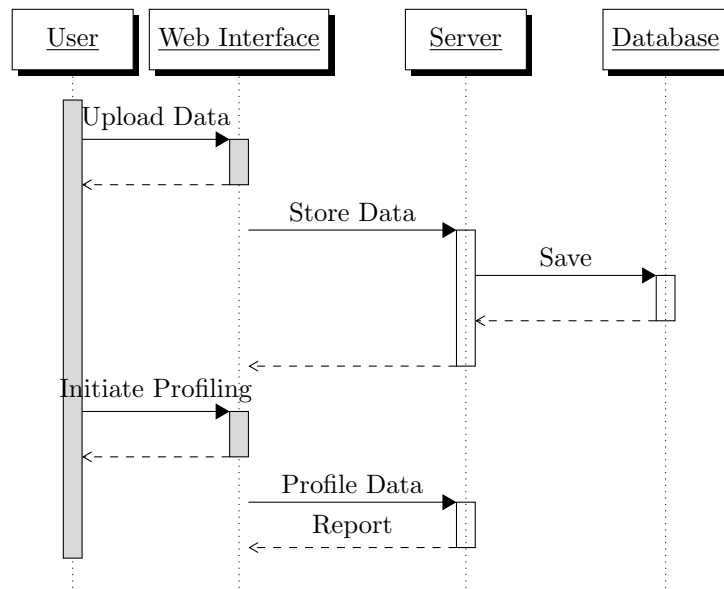 User
Web Interface
Server
Database
Upload Data
Store Data
Save
Initiate Profiling
Profile Data
Report